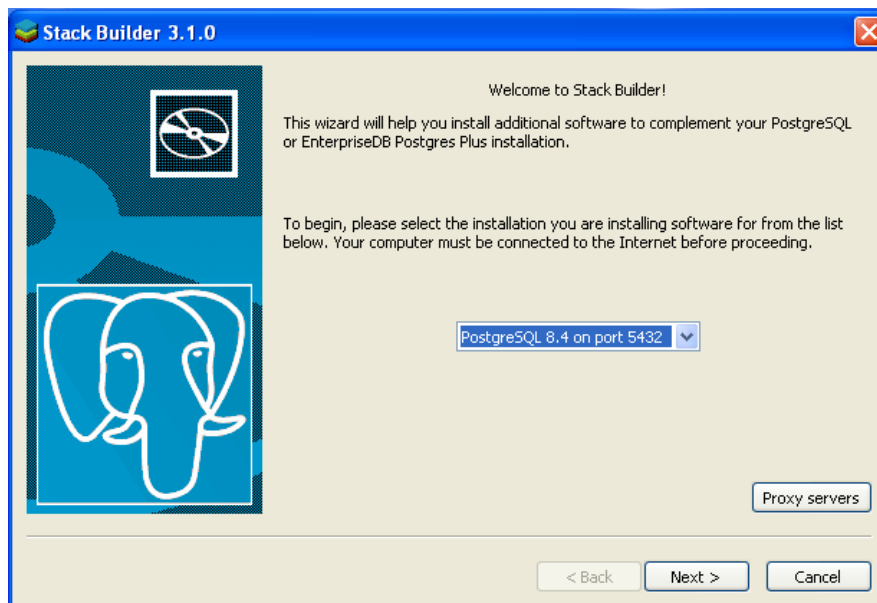 Stack Builder 3.1.0
Welcome to Stack Builder!
This wizard will help you install additional software to complement your PostgreSQL
or EnterpriseDB Postgres Plus installation.
To begin, please select the installation you are installing software for from the list
below. Your computer must be connected to the Internet before proceeding.
PostgreSQL 8.4 on port 5432
Proxy servers
< Back
Next >
Cancel